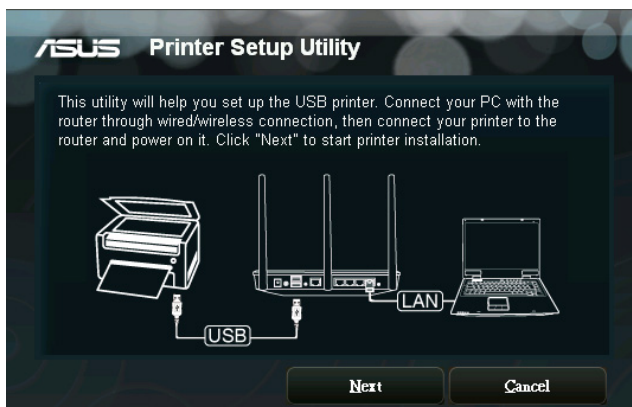 ASUS Printer Setup Utility
This utility will help you set up the USB printer. Connect your PC with the
router through wired/wireless connection, then connect your printer to the
router and power on it. Click "Next" to start printer installation.
LAN
USB
Next Cancel